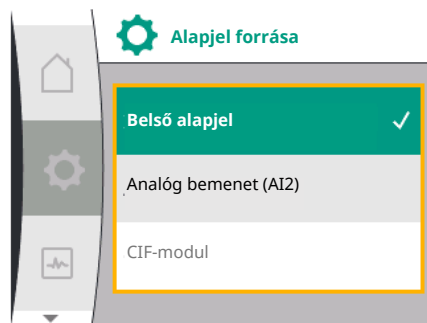 Alapjel forrása
Belső alapjel
Analóg bemenet (AI2)
CIF-modul